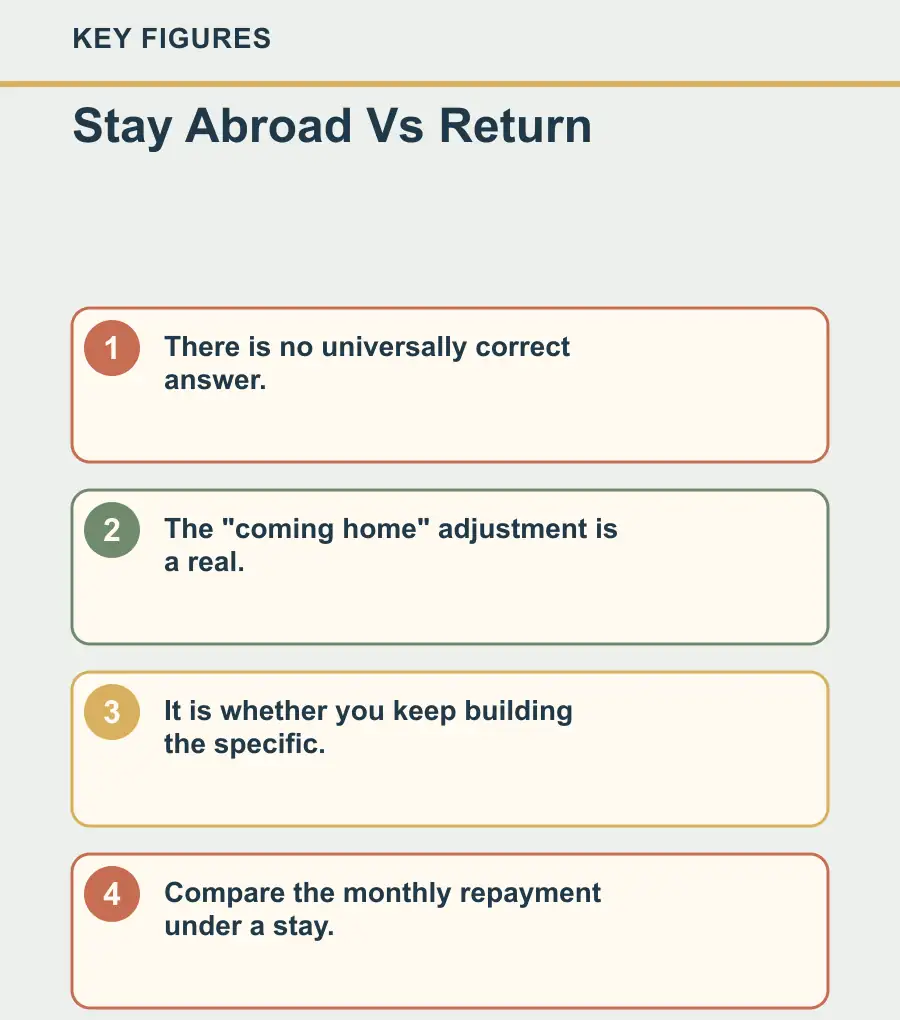 KEY FIGURES
Stay Abroad Vs Return
1
There is no universally correct
answer.
2
The "coming home" adjustment is
a real.
3
It is whether you keep building
the specific.
4
Compare the monthly repayment
under a stay.